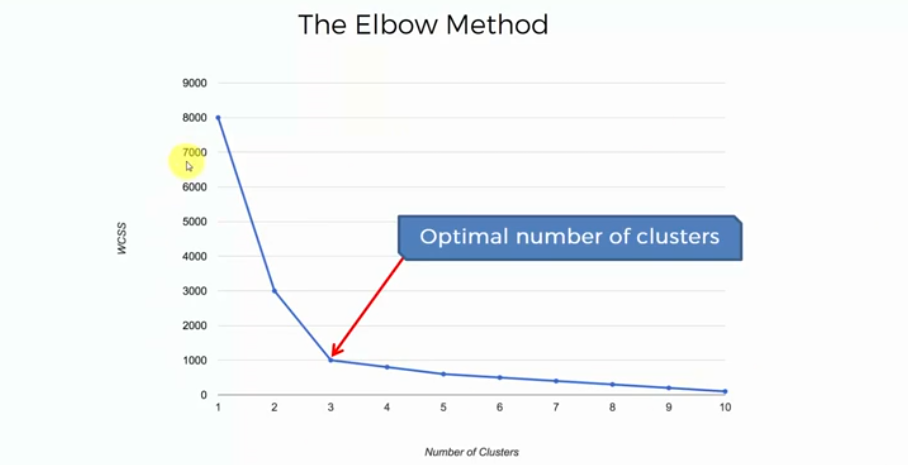 The Elbow Method
9000
8000
7000
6000
5000
4000
3000
2000
1000
0
WCSS
Optimal number of clusters
1 2 3 4 5 6 7 8 9 10
Number of Clusters